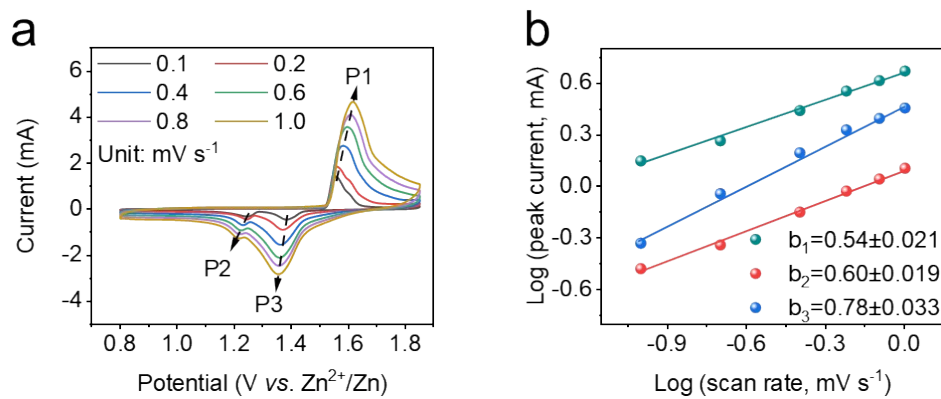 a
6
4
2
0
-2
-4
0.8 1.0 1.2 1.4 1.6 1.8
Current (mA)
Potential (V vs. Zn²⁺/Zn)
0.1 0.2
0.4 0.6
0.8 1.0
Unit: mV s⁻¹
P1
P2
P3
b
0.6
0.3
0.0
-0.3
-0.6
-0.9 -0.6 -0.3 0.0
Log (peak current, mA)
Log (scan rate, mV s⁻¹)
b₁=0.54±0.021
b₂=0.60±0.019
b₃=0.78±0.033